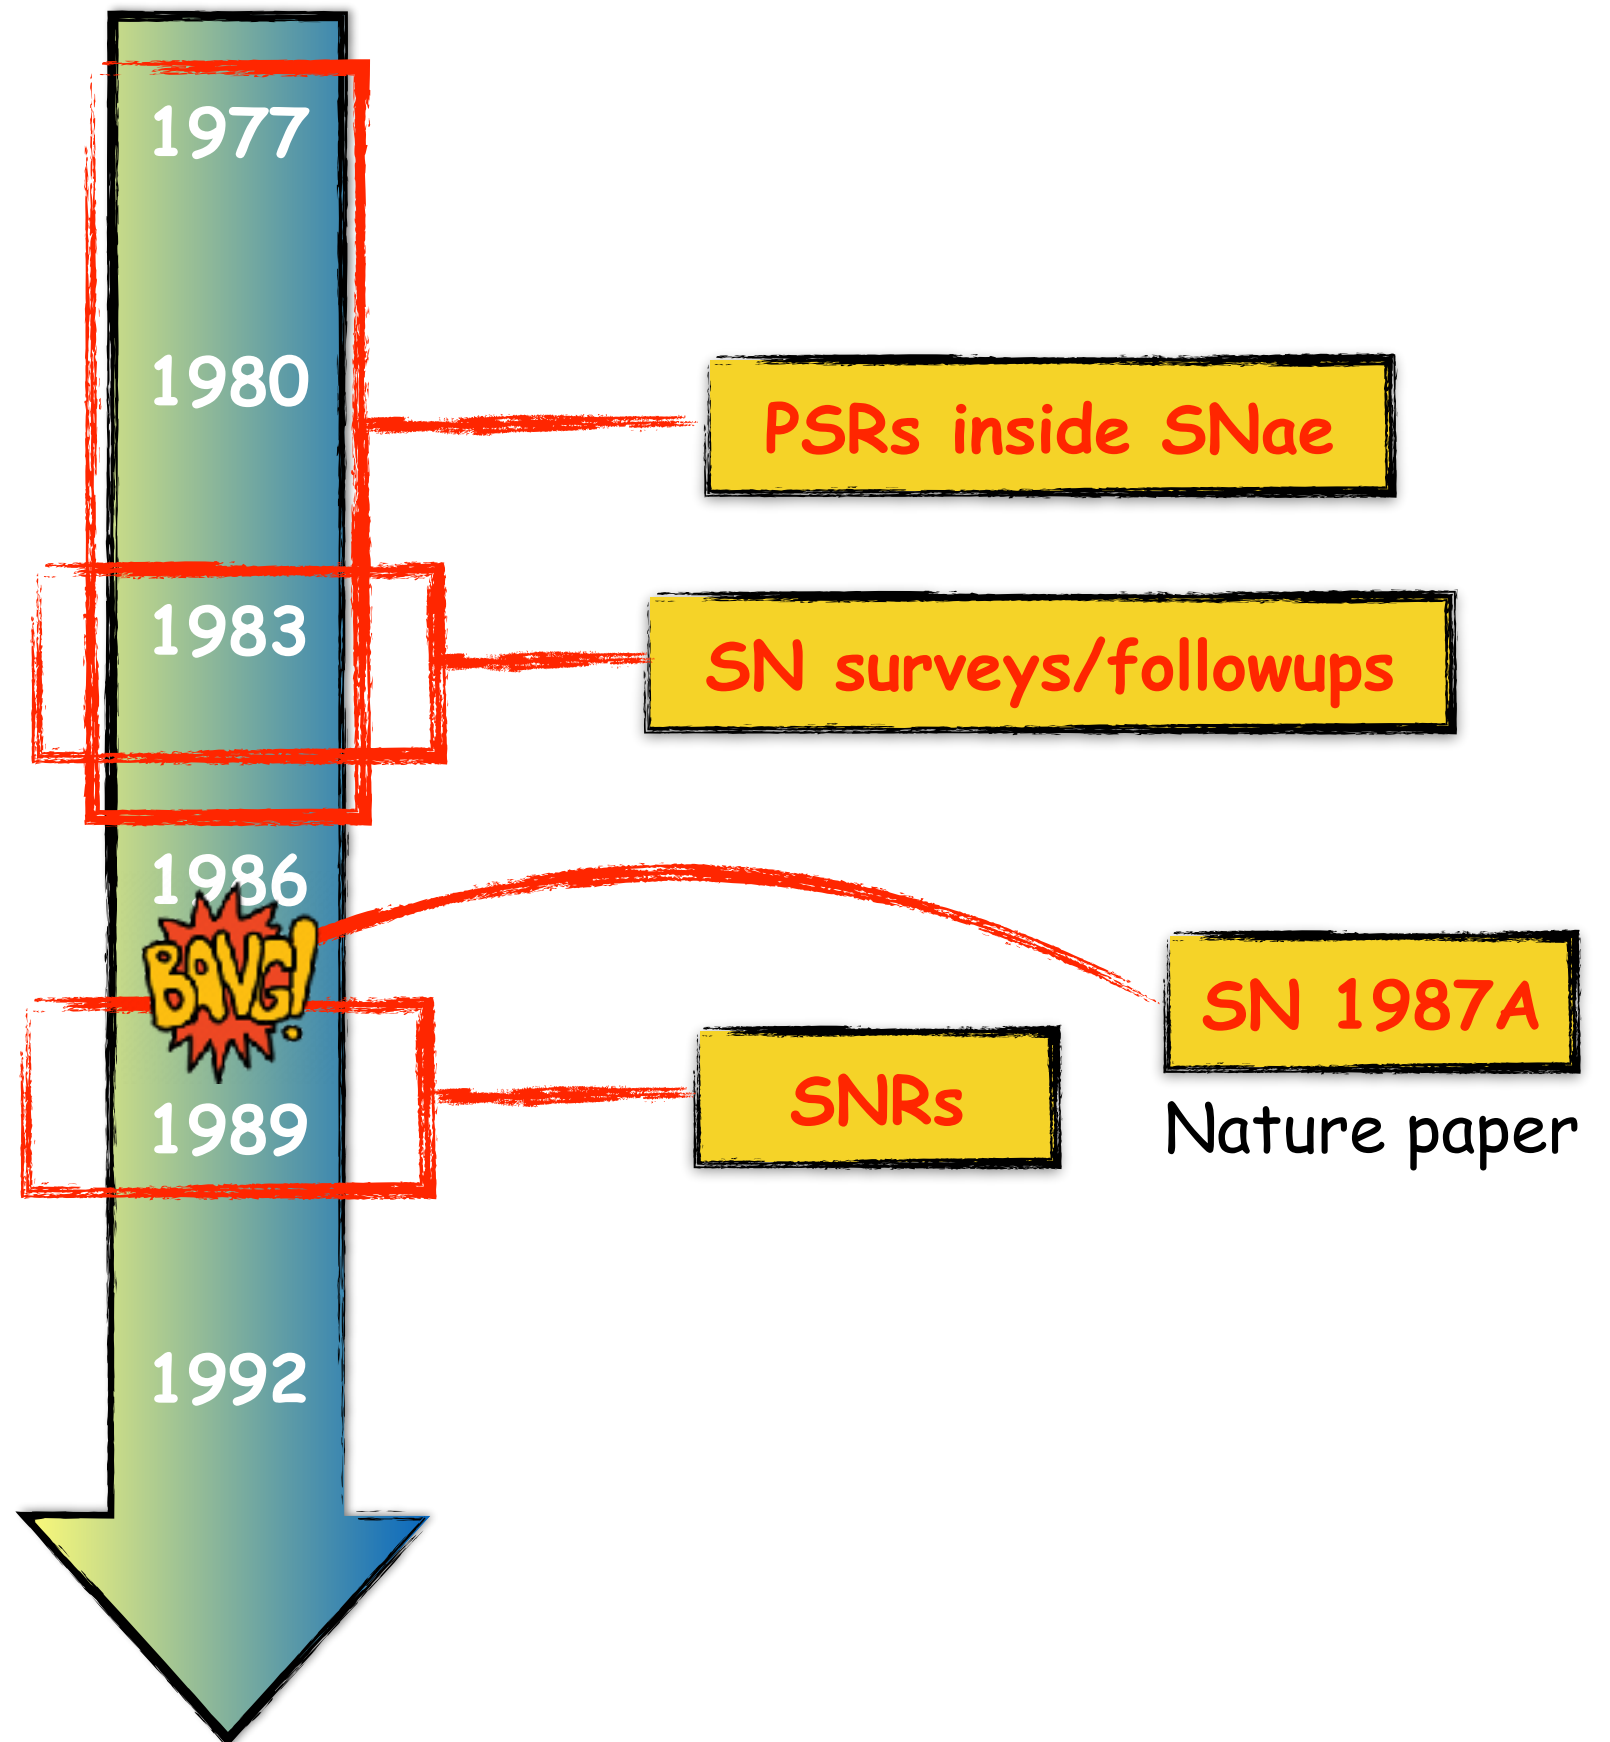 1977
1980
PSRs inside SNae
1983
SN surveys/followups
1986
BANG!
SN 1987A
Nature paper
SNRs
1989
1992